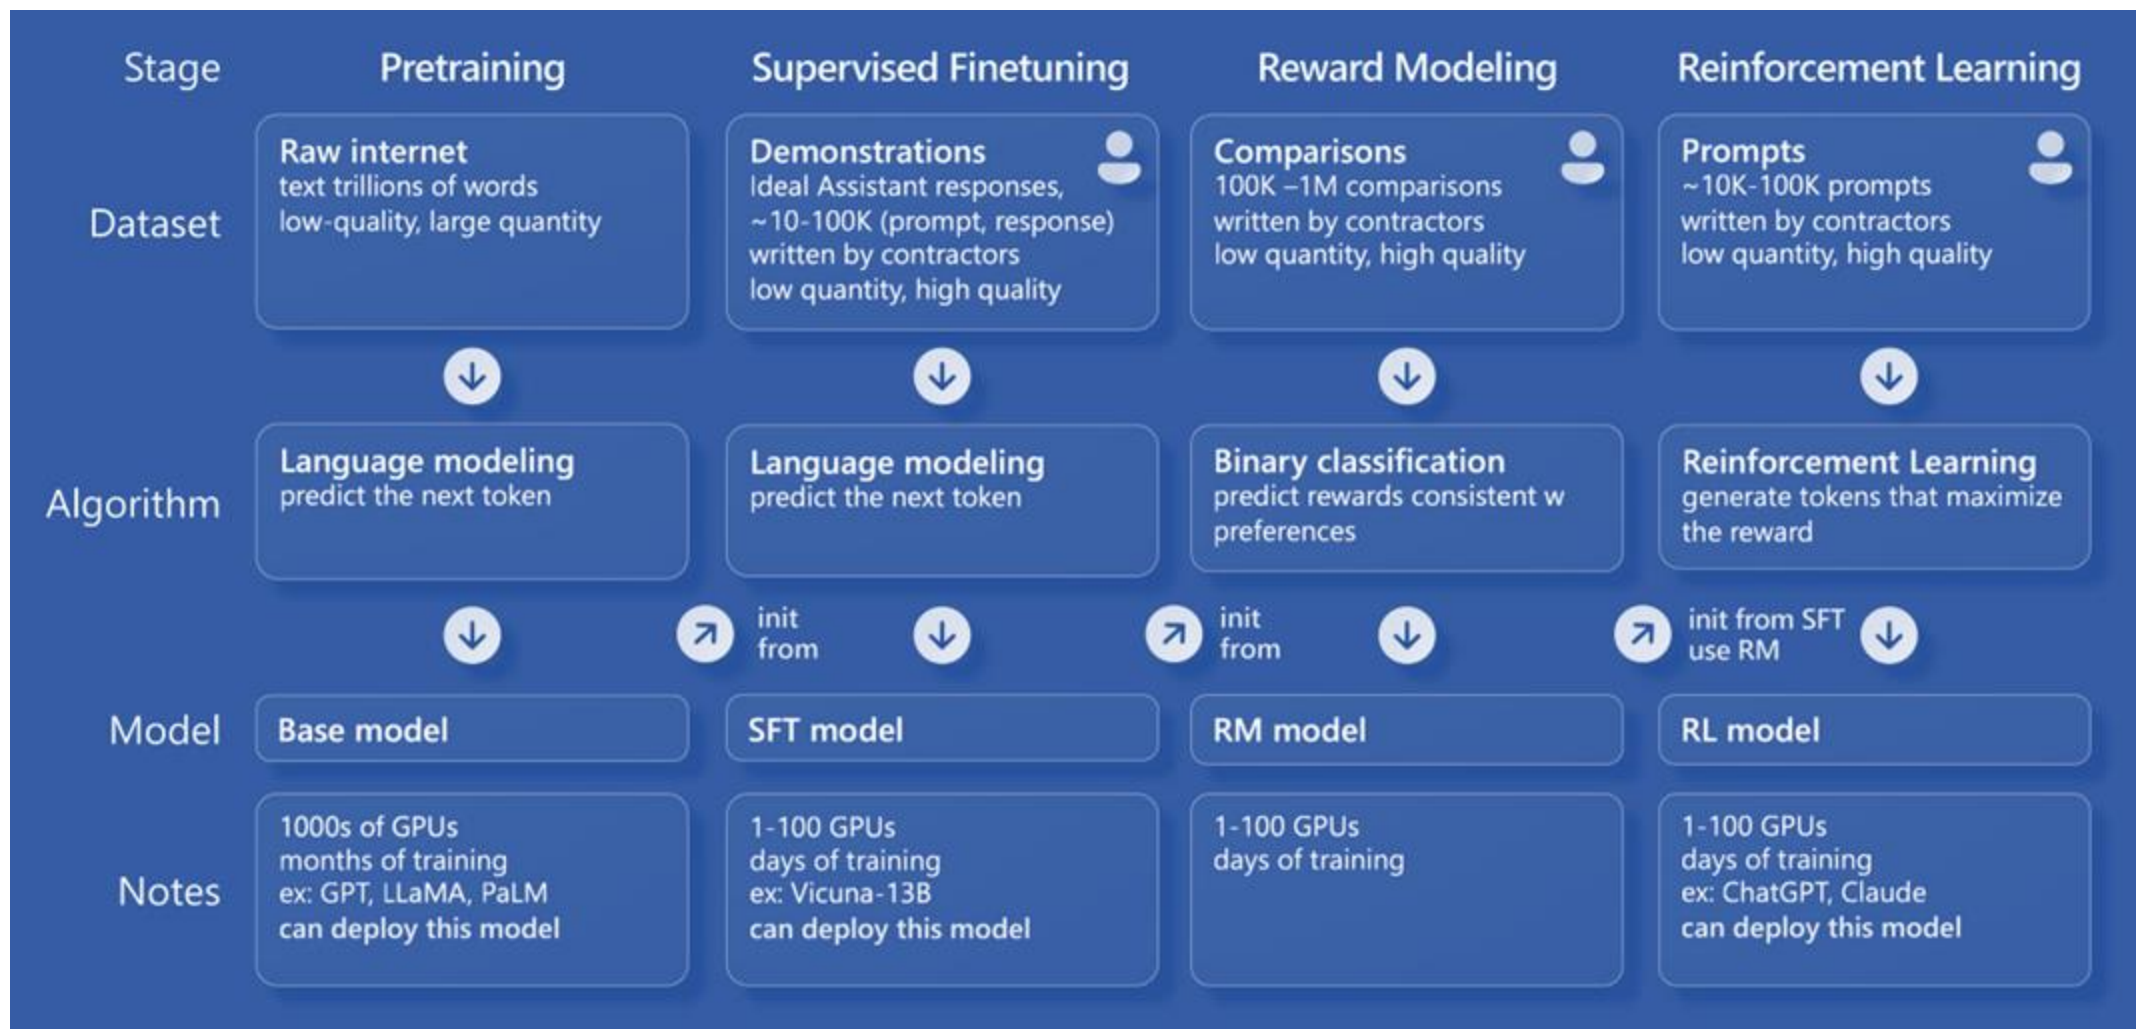 Stage
Pretraining
Supervised Finetuning
Reward Modeling
Reinforcement Learning
Dataset
Raw internet
text trillions of words
low-quality, large quantity
Demonstrations
Ideal Assistant responses,
~10-100K (prompt, response)
written by contractors
low quantity, high quality
Comparisons
100K –1M comparisons
written by contractors
low quantity, high quality
Prompts
~10K-100K prompts
written by contractors
low quantity, high quality
Algorithm
Language modeling
predict the next token
Language modeling
predict the next token
Binary classification
predict rewards consistent w
preferences
Reinforcement Learning
generate tokens that maximize
the reward
init
from
init
from
init from SFT
use RM
Model
Base model
SFT model
RM model
RL model
Notes
1000s of GPUs
months of training
ex: GPT, LLaMA, PaLM
can deploy this model
1-100 GPUs
days of training
ex: Vicuna-13B
can deploy this model
1-100 GPUs
days of training
1-100 GPUs
days of training
ex: ChatGPT, Claude
can deploy this model